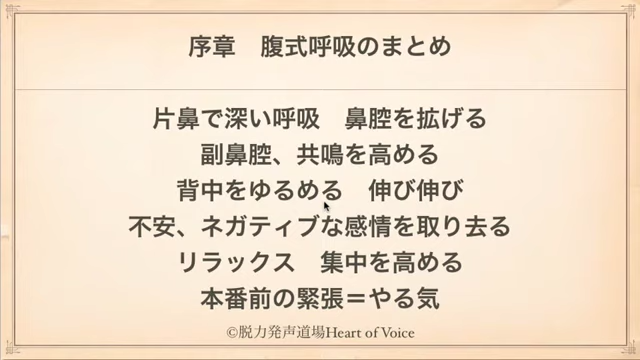 序章　腹式呼吸のまとめ
片鼻で深い呼吸　鼻腔を拡げる
副鼻腔、共鳴を高める
背中をゆるめる　伸び伸び
不安、ネガティブな感情を取り去る
リラックス　集中を高める
本番前の緊張＝やる気
©脱力発声道場Heart of Voice